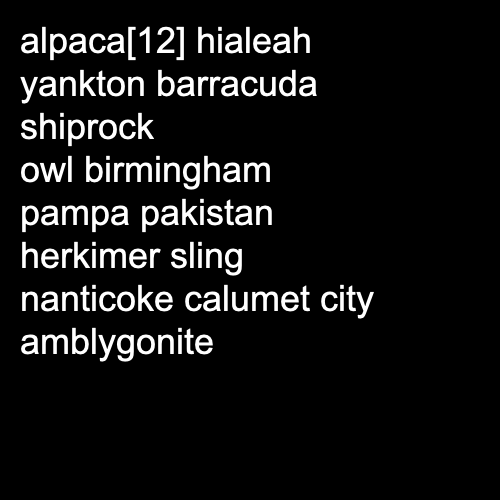 alpaca[12] hialeah
yankton barracuda
shiprock
owl birmingham
pampa pakistan
herkimer sling
nanticoke calumet city
amblygonite